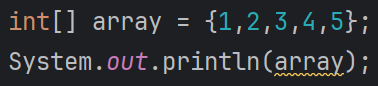 int[] array = {1,2,3,4,5};
System.out.println(array);